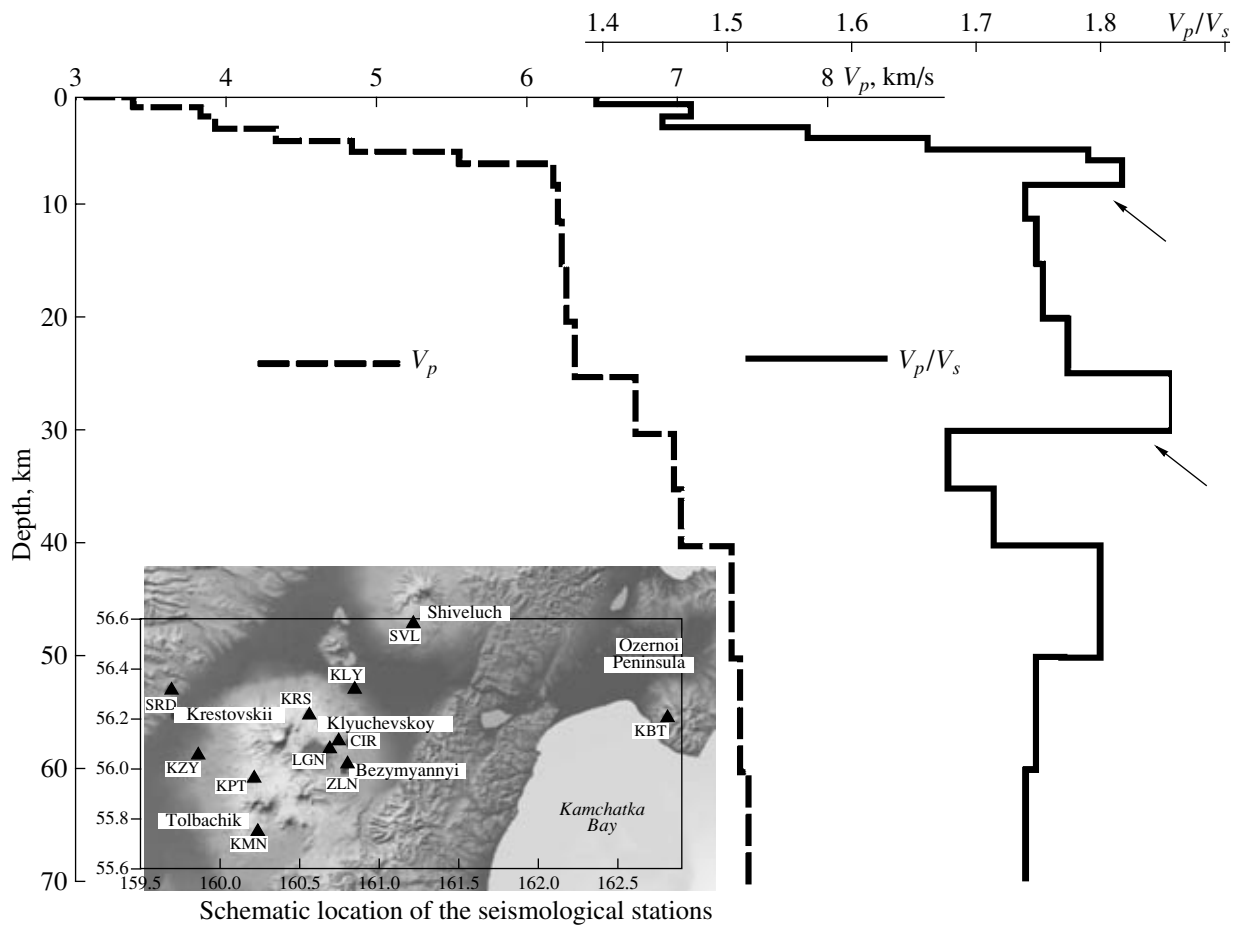 1.4 1.5 1.6 1.7 1.8 Vp/Vs
3 4 5 6 7 8 Vp, km/s
0
10
20
30
40
50
60
70
Depth, km
Vp
Vp/Vs
56.6
56.4
56.2
56.0
55.8
55.6
159.5 160.0 160.5 161.0 161.5 162.0 162.5
Shiveluch
SVL
Ozernoi
Peninsula
KLY
SRD
KRS
Krestovskii
Klyuchevskoy
KBT
CIR
LGN
KZY
Bezymyannyi
KPT
ZLN
Kamchatka
Bay
Tolbachik
KMN
Schematic location of the seismological stations